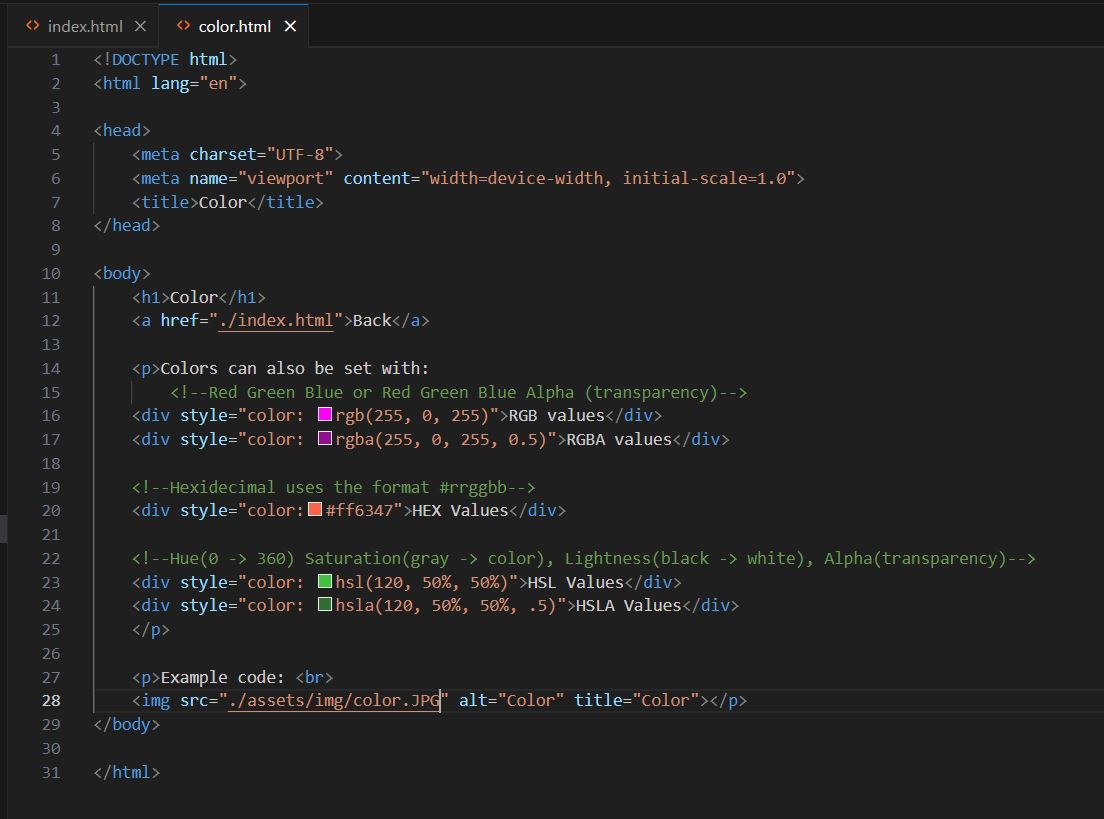 index.html color.html
1 <!DOCTYPE html>
2 <html lang="en">
3
4 <head>
5     <meta charset="UTF-8">
6     <meta name="viewport" content="width=device-width, initial-scale=1.0">
7     <title>Color</title>
8 </head>
9
10 <body>
11     <h1>Color</h1>
12     <a href="./index.html">Back</a>
13
14     <p>Colors can also be set with:
15         <!--Red Green Blue or Red Green Blue Alpha (transparency)-->
16     <div style="color: rgb(255, 0, 255)">RGB values</div>
17     <div style="color: rgba(255, 0, 255, 0.5)">RGBA values</div>
18
19     <!--Hexidecimal uses the format #rrggbb-->
20     <div style="color:#ff6347">HEX Values</div>
21
22     <!--Hue(0 -> 360) Saturation(gray -> color), Lightness(black -> white), Alpha(transparency)-->
23     <div style="color: hsl(120, 50%, 50%)">HSL Values</div>
24     <div style="color: hsla(120, 50%, 50%, .5)">HSLA Values</div>
25     </p>
26
27     <p>Example code: <br>
28     <img src="./assets/img/color.JPG" alt="Color" title="Color"></p>
29 </body>
30
31 </html>